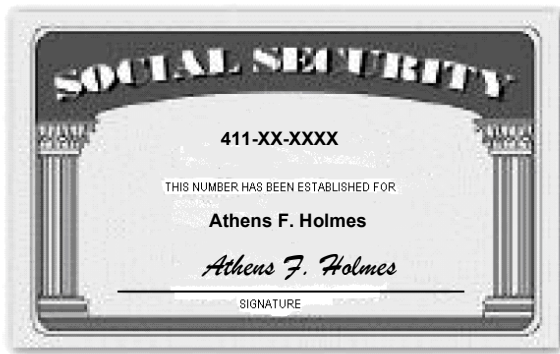 SOCIAL SECURITY
411-XX-XXXX
THIS NUMBER HAS BEEN ESTABLISHED FOR
Athens F. Holmes
Athens F. Holmes
SIGNATURE